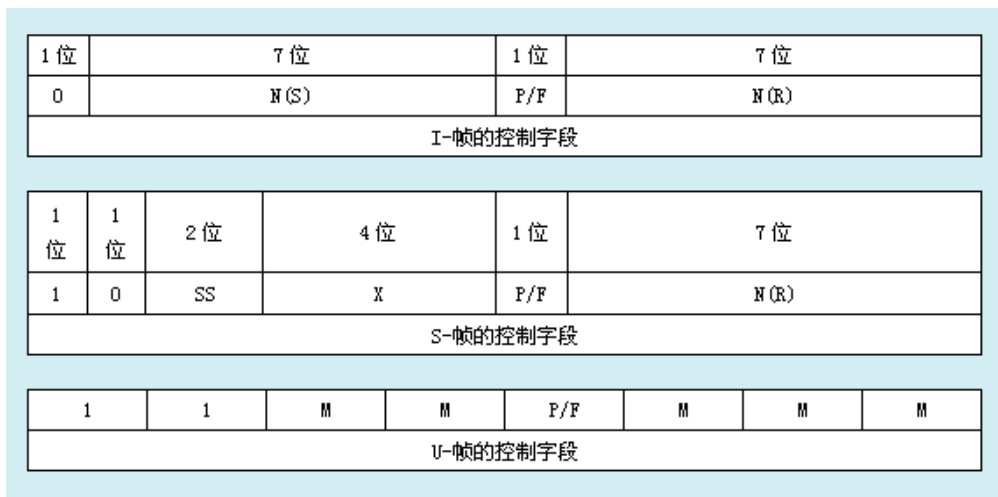 1位 7位 1位 7位
0 N(S) P/F N(R)
I-帧的控制字段
1位 1位 2位 4位 1位 7位
1 0 SS X P/F N(R)
S-帧的控制字段
1 1 M M P/F M M M
U-帧的控制字段